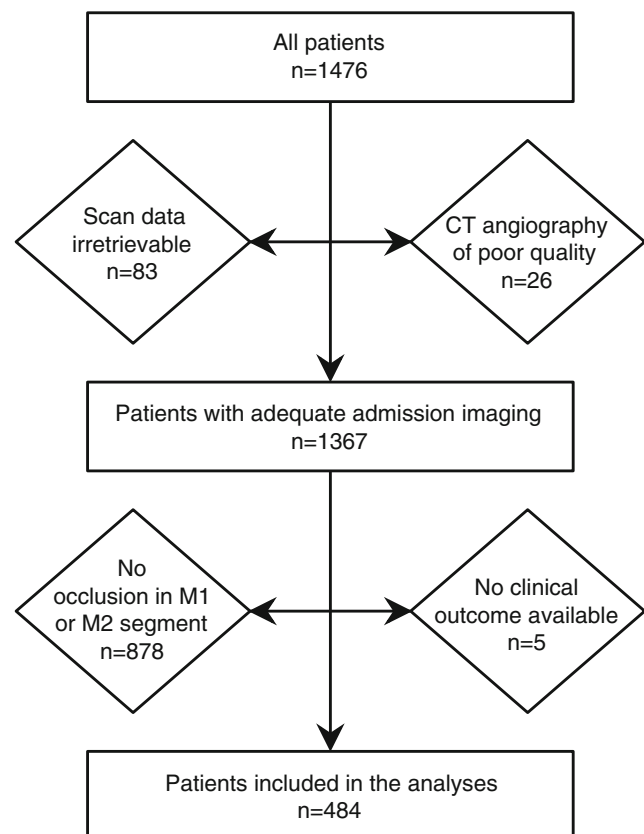 All patients
n=1476
Scan data
irretrievable
n=83
CT angiography
of poor quality
n=26
Patients with adequate admission imaging
n=1367
No
occlusion in M1
or M2 segment
n=878
No clinical
outcome available
n=5
Patients included in the analyses
n=484